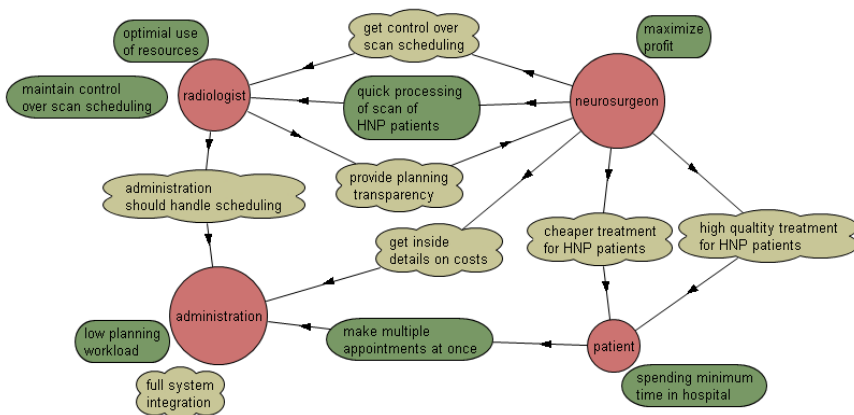 optimial use
of resources
get control over
scan scheduling
maximize
profit
maintain control
over scan scheduling
radiologist
quick processing
of scan of
HNP patients
neurosurgeon
administration
should handle scheduling
provide planning
transparency
get inside
details on costs
cheaper treatment
for HNP patients
high qualtity treatment
for HNP patients
administration
low planning
workload
make multiple
appointments at once
patient
full system
integration
spending minimum
time in hospital